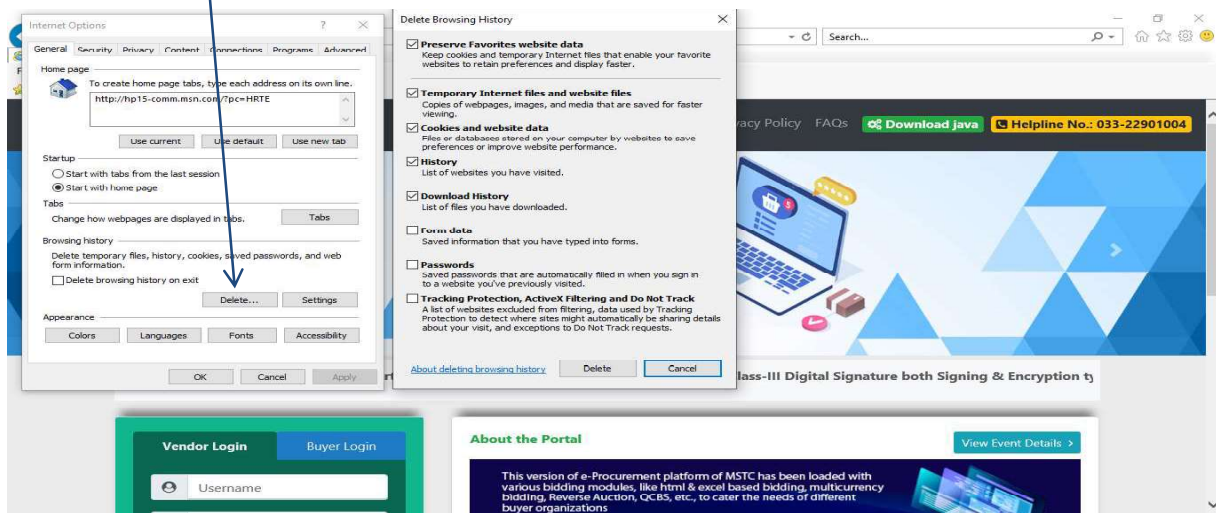 Internet Options
General Security Privacy Content Connections Programs Advanced
Home page
To create home page tabs, type each address on its own line.
http://hp15-comm.msn.com/?pc=HRTE
Use current Use default Use new tab
Startup
Start with tabs from the last session
Start with home page
Tabs
Change how webpages are displayed in tabs.
Tabs
Browsing history
Delete temporary files, history, cookies, saved passwords, and web
form information.
Delete browsing history on exit
Delete... Settings
Appearance
Colors Languages Fonts Accessibility
OK Cancel Apply
Delete Browsing History
Preserve Favorites website data
Keep cookies and temporary Internet files that enable your favorite
websites to retain preferences and display faster.
Temporary Internet files and website files
Copies of webpages, images, and media that are saved for faster
viewing.
Cookies and website data
Files or databases stored on your computer by websites to save
preferences or improve website performance.
History
List of websites you have visited.
Download History
List of files you have downloaded.
Form data
Saved information that you have typed into forms.
Passwords
Saved passwords that are automatically filled in when you sign in
to a website you've previously visited.
Tracking Protection, ActiveX Filtering and Do Not Track
A list of websites excluded from filtering, data used by Tracking
Protection to detect where sites might automatically be sharing details
about your visit, and exceptions to Do Not Track requests.
About deleting browsing history Delete Cancel
Search...
vacy Policy FAQs Download java Helpline No.: 033-22901004
5
lass-III Digital Signature both Signing & Encryption ty
Vendor Login Buyer Login
Username
About the Portal
View Event Details >
This version of e-Procurement platform of MSTC has been loaded with
various bidding modules, like html & excel based bidding, multicurrency
bidding, Reverse Auction, QCBS, etc., to cater the needs of different
buyer organizations